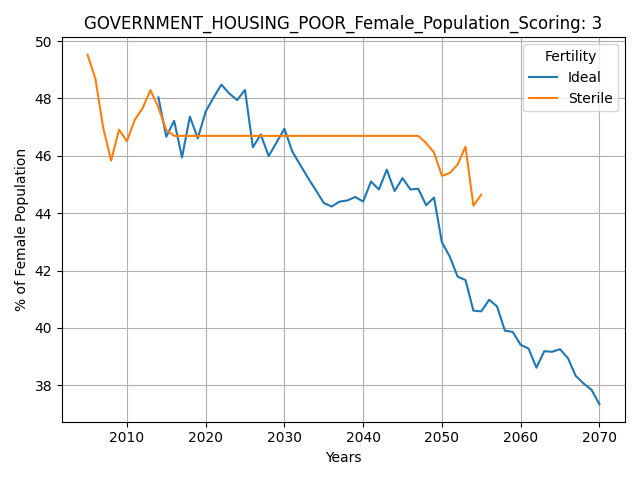 GOVERNMENT_HOUSING_POOR_Female_Population_Scoring: 3
50
48
46
44
42
40
38
% of Female Population
Fertility
Ideal
Sterile
2010 2020 2030 2040 2050 2060 2070
Years